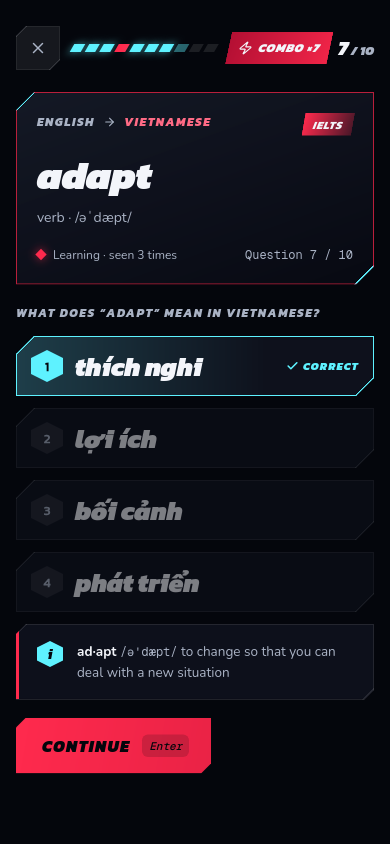 COMBO ×7
7 / 10
ENGLISH → VIETNAMESE
IELTS
adapt
verb · /əˈdæpt/
Learning · seen 3 times
Question 7 / 10
WHAT DOES "ADAPT" MEAN IN VIETNAMESE?
1 thích nghi
CORRECT
2 lợi ích
3 bối cảnh
4 phát triển
i
ad·apt /əˈdæpt/ to change so that you can
deal with a new situation
CONTINUE Enter